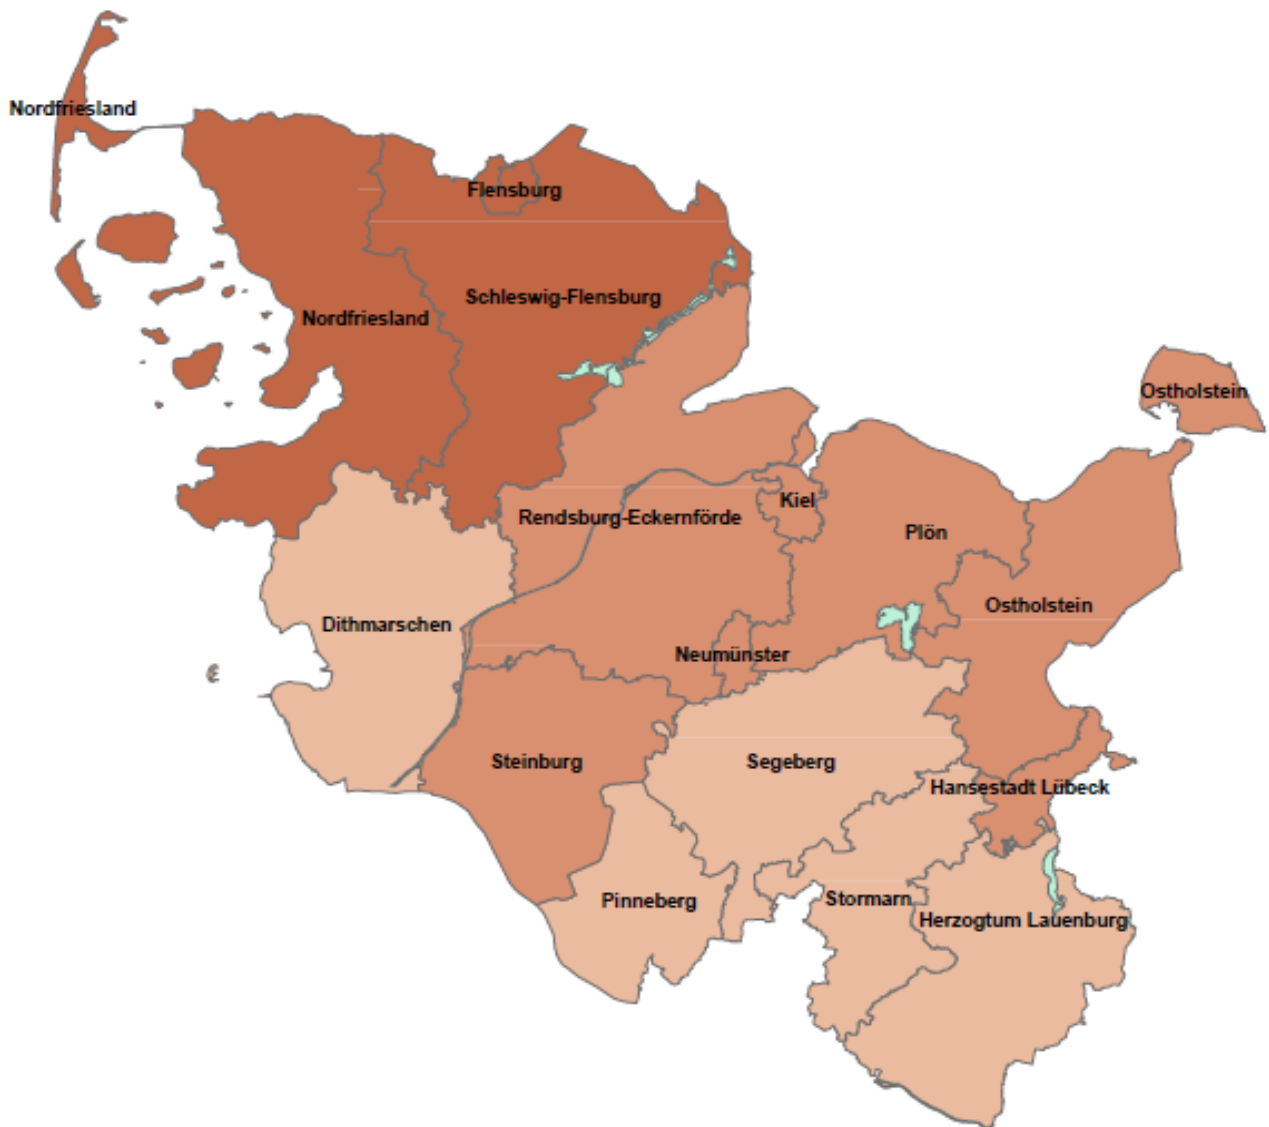 Nordfriesland
Flensburg
Schleswig-Flensburg
Nordfriesland
Ostholstein
Kiel
Rendsburg-Eckernförde
Plön
Ostholstein
Dithmarschen
Neumünster
Steinburg
Segeberg
Hansestadt Lübeck
Pinneberg
Stormarn
Herzogtum Lauenburg